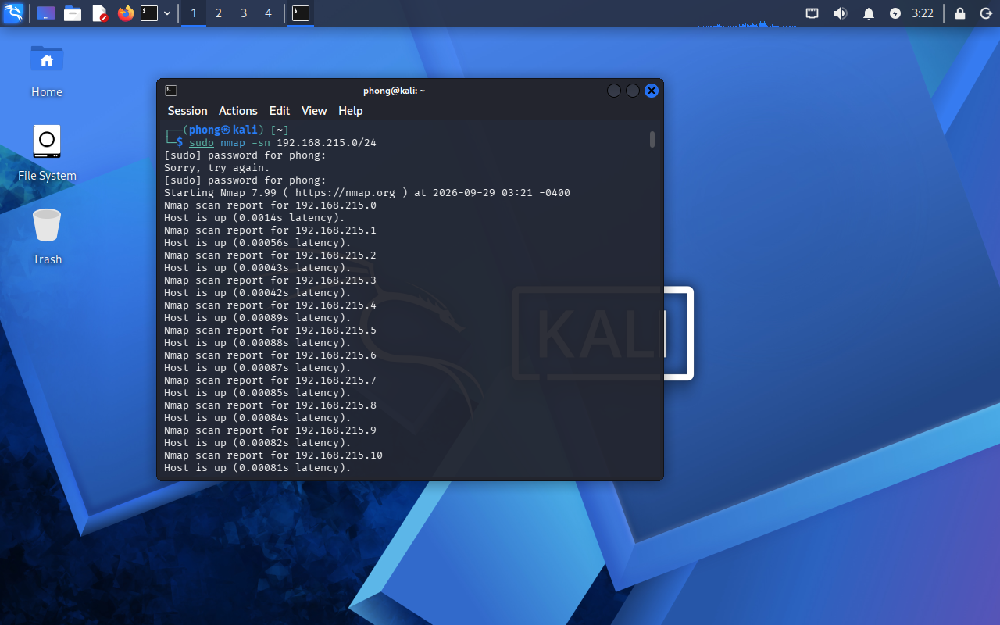 1 2 3 4 3:22
Home
File System
Trash
phong@kali: ~
Session Actions Edit View Help
┌──(phong㉿kali)-[~]
└─$ sudo nmap -sn 192.168.215.0/24
[sudo] password for phong:
Sorry, try again.
[sudo] password for phong:
Starting Nmap 7.99 ( https://nmap.org ) at 2026-09-29 03:21 -0400
Nmap scan report for 192.168.215.0
Host is up (0.0014s latency).
Nmap scan report for 192.168.215.1
Host is up (0.00056s latency).
Nmap scan report for 192.168.215.2
Host is up (0.00043s latency).
Nmap scan report for 192.168.215.3
Host is up (0.00042s latency).
Nmap scan report for 192.168.215.4
Host is up (0.00089s latency).
Nmap scan report for 192.168.215.5
Host is up (0.00088s latency).
Nmap scan report for 192.168.215.6
Host is up (0.00087s latency).
Nmap scan report for 192.168.215.7
Host is up (0.00085s latency).
Nmap scan report for 192.168.215.8
Host is up (0.00084s latency).
Nmap scan report for 192.168.215.9
Host is up (0.00082s latency).
Nmap scan report for 192.168.215.10
Host is up (0.00081s latency).
KALI